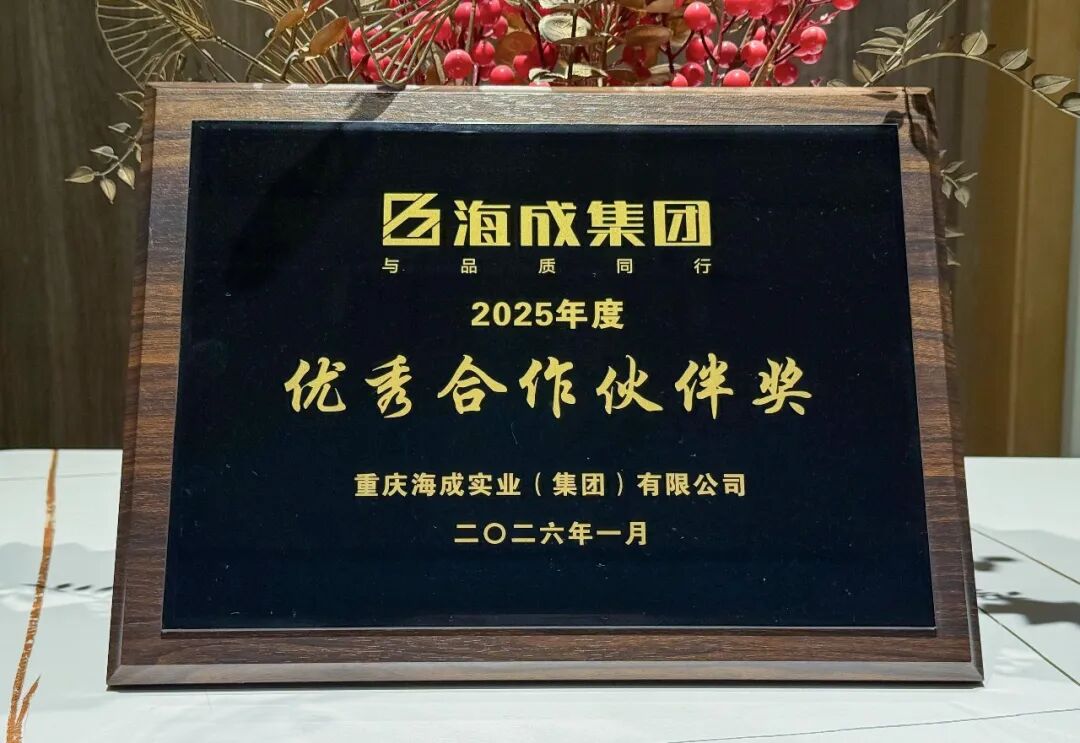 海成集团
与品质同行
2025年度
优秀合作伙伴奖
重庆海成实业（集团）有限公司
二〇二六年一月